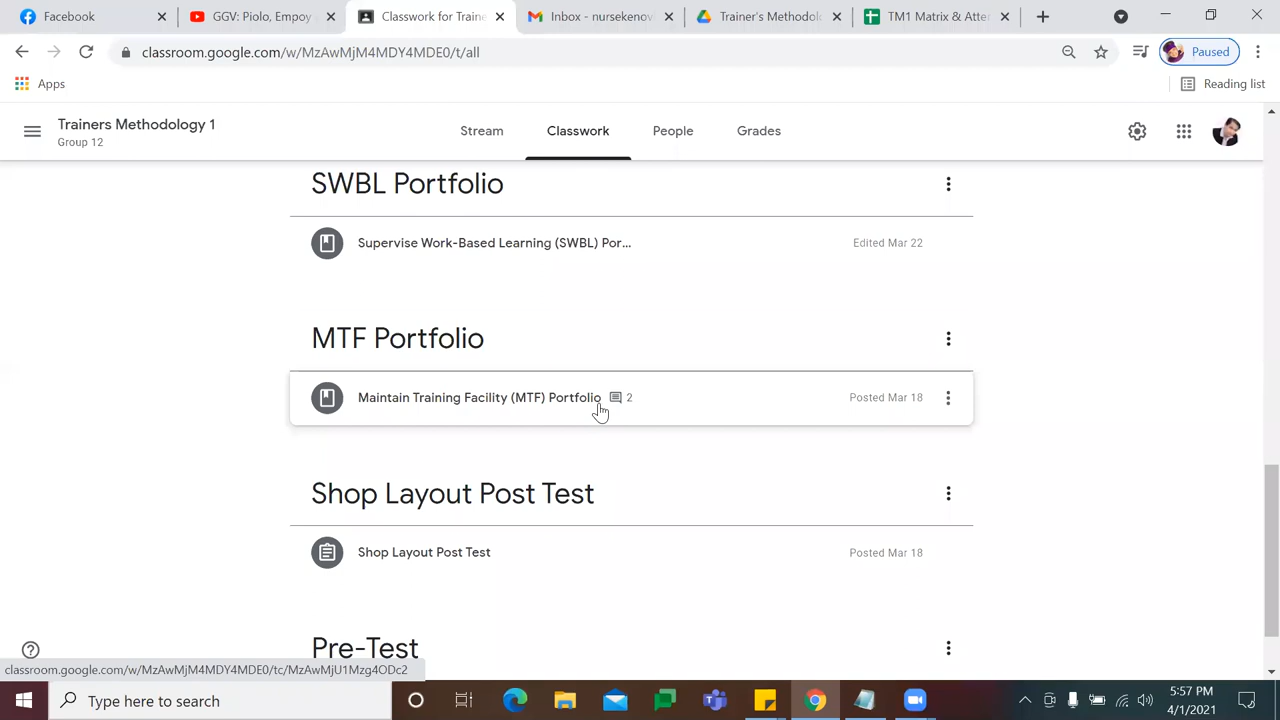 Facebook
GGV: Piolo, Empoy
Classwork for Traine
Inbox - nursekenov
Trainer's Methodol
TM1 Matrix & Atter
classroom.google.com/w/MzAwMjM4MDY4MDE0/t/all
Paused
Apps
Reading list
Trainers Methodology 1
Group 12
Stream
Classwork
People
Grades
SWBL Portfolio
Supervise Work-Based Learning (SWBL) Por...
Edited Mar 22
MTF Portfolio
Maintain Training Facility (MTF) Portfolio
2
Posted Mar 18
Shop Layout Post Test
Shop Layout Post Test
Posted Mar 18
Pre-Test
classroom.google.com/w/MzAwMjM4MDY4MDE0/tc/MzAwMjU1Mzg4ODc2
Type here to search
5:57 PM
4/1/2021